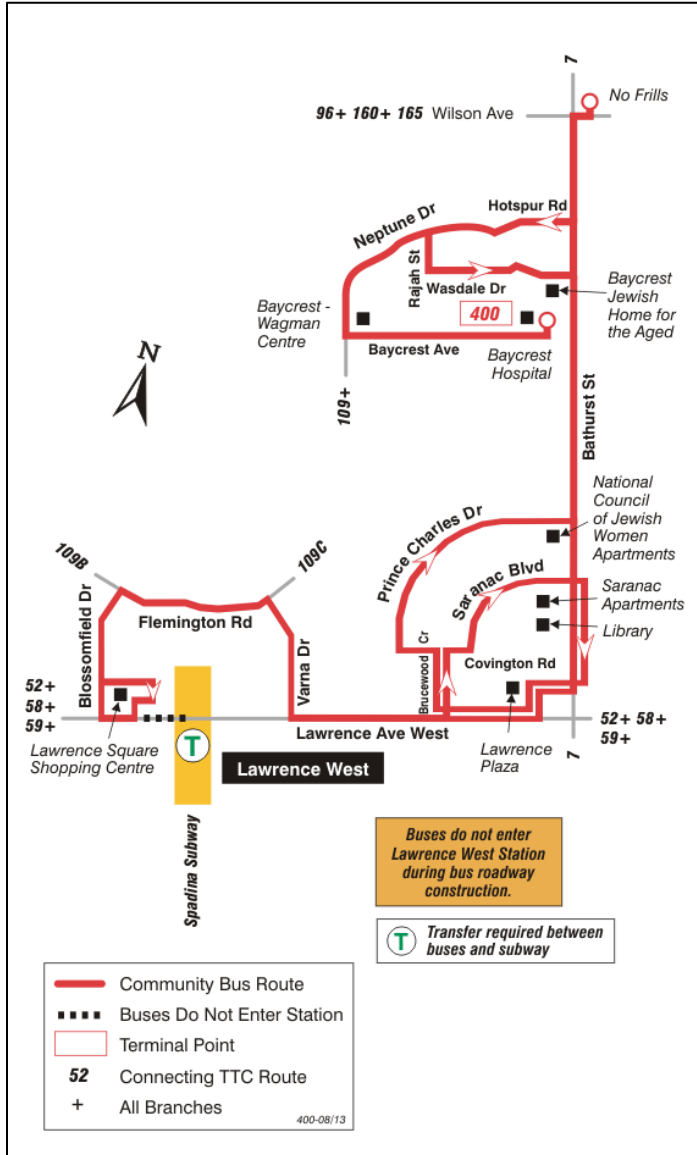 7
No Frills
96+ 160+ 165 Wilson Ave
Hotspur Rd
Neptune Dr
Rajah St
Wasdale Dr
Baycrest
Jewish
Home for
the Aged
Baycrest -
Wagman
Centre
400
Baycrest Ave
Baycrest
Hospital
N
109+
Bathurst St
National
Council
of Jewish
Women
Apartments
Prince Charles Dr
Saranac Blvd
Saranac
Apartments
Library
109B
109C
Flemington Rd
Blossomfield Dr
Varna Dr
Brucewood Cr
Covington Rd
52+
58+
59+
Lawrence Ave West
52+ 58+
59+
7
Lawrence Square
Shopping Centre
T
Lawrence West
Lawrence
Plaza
Spadina Subway
Buses do not enter
Lawrence West Station
during bus roadway
construction.
T Transfer required between
buses and subway
Community Bus Route
Buses Do Not Enter Station
Terminal Point
52 Connecting TTC Route
+ All Branches
400-08/13